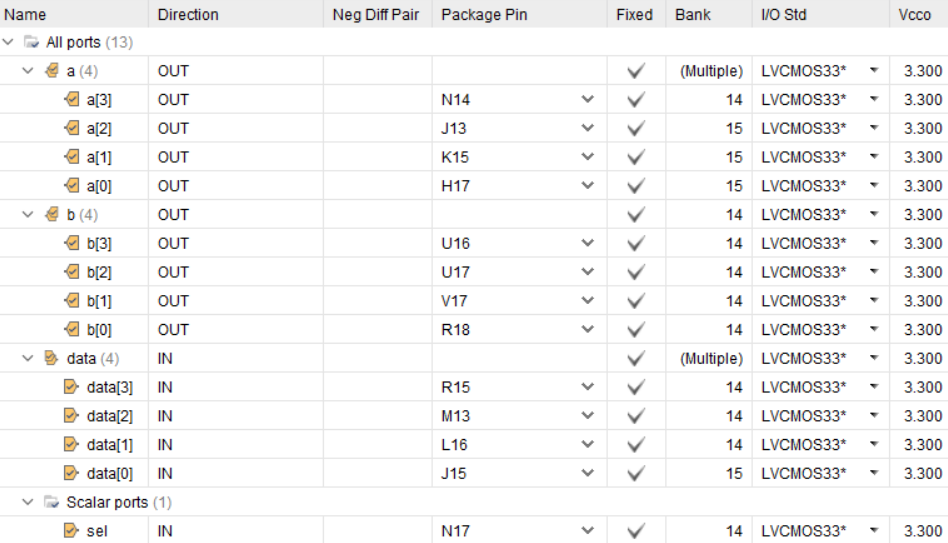 Name Direction Neg Diff Pair Package Pin Fixed Bank I/O Std Vcco
All ports (13)
a (4) OUT (Multiple) LVCMOS33* 3.300
a[3] OUT N14 14 LVCMOS33* 3.300
a[2] OUT J13 15 LVCMOS33* 3.300
a[1] OUT K15 15 LVCMOS33* 3.300
a[0] OUT H17 15 LVCMOS33* 3.300
b (4) OUT 14 LVCMOS33* 3.300
b[3] OUT U16 14 LVCMOS33* 3.300
b[2] OUT U17 14 LVCMOS33* 3.300
b[1] OUT V17 14 LVCMOS33* 3.300
b[0] OUT R18 14 LVCMOS33* 3.300
data (4) IN (Multiple) LVCMOS33* 3.300
data[3] IN R15 14 LVCMOS33* 3.300
data[2] IN M13 14 LVCMOS33* 3.300
data[1] IN L16 14 LVCMOS33* 3.300
data[0] IN J15 15 LVCMOS33* 3.300
Scalar ports (1)
sel IN N17 14 LVCMOS33* 3.300